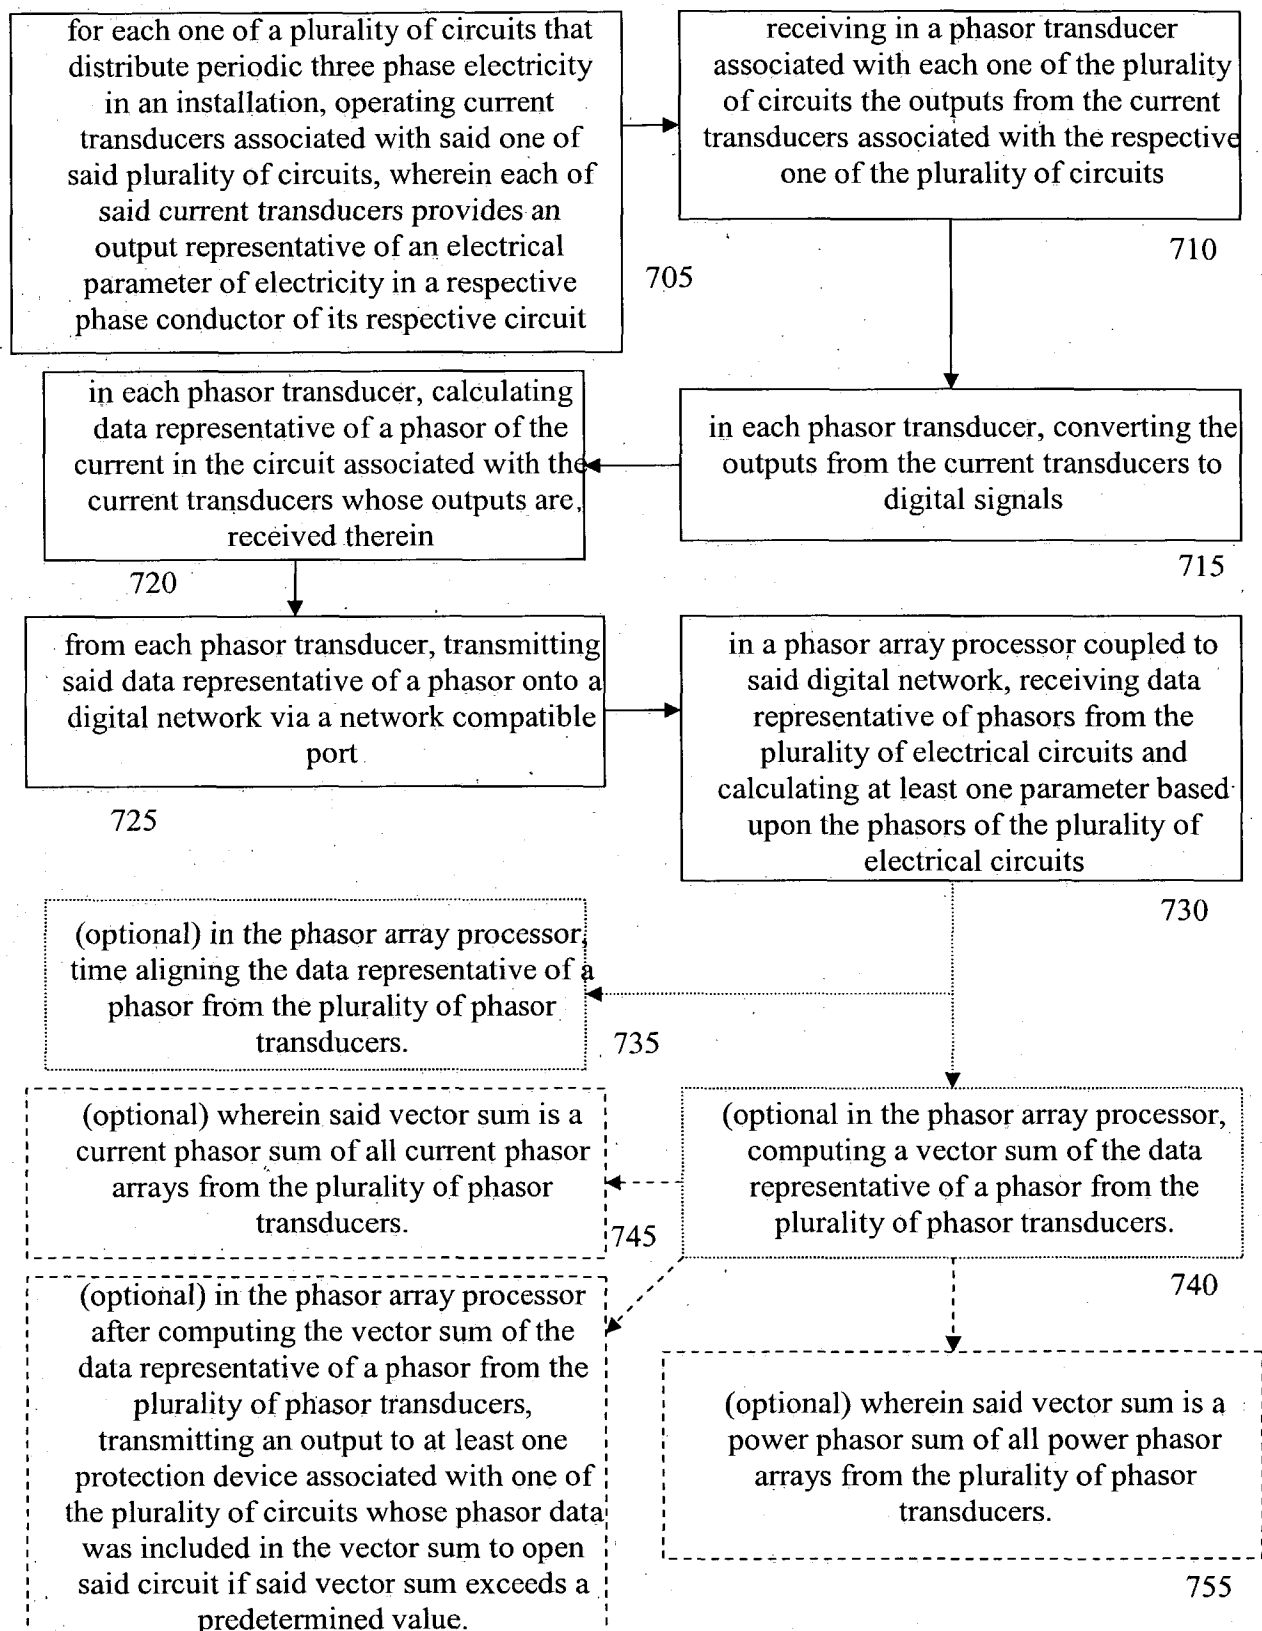 for each one of a plurality of circuits that
distribute periodic three phase electricity
in an installation, operating current
transducers associated with said one of
said plurality of circuits, wherein each of
said current transducers provides an
output representative of an electrical
parameter of electricity in a respective
phase conductor of its respective circuit
705
receiving in a phasor transducer
associated with each one of the plurality
of circuits the outputs from the current
transducers associated with the respective
one of the plurality of circuits
710
in each phasor transducer, converting the
outputs from the current transducers to
digital signals
715
in each phasor transducer, calculating
data representative of a phasor of the
current in the circuit associated with the
current transducers whose outputs are
received therein
720
from each phasor transducer, transmitting
said data representative of a phasor onto a
digital network via a network compatible
port
725
in a phasor array processor coupled to
said digital network, receiving data
representative of phasors from the
plurality of electrical circuits and
calculating at least one parameter based
upon the phasors of the plurality of
electrical circuits
730
(optional) in the phasor array processor,
time aligning the data representative of a
phasor from the plurality of phasor
transducers.
735
(optional in the phasor array processor,
computing a vector sum of the data
representative of a phasor from the
plurality of phasor transducers.
740
(optional) wherein said vector sum is a
current phasor sum of all current phasor
arrays from the plurality of phasor
transducers.
745
(optional) in the phasor array processor
after computing the vector sum of the
data representative of a phasor from the
plurality of phasor transducers,
transmitting an output to at least one
protection device associated with one of
the plurality of circuits whose phasor data
was included in the vector sum to open
said circuit if said vector sum exceeds a
predetermined value.
(optional) wherein said vector sum is a
power phasor sum of all power phasor
arrays from the plurality of phasor
transducers.
755